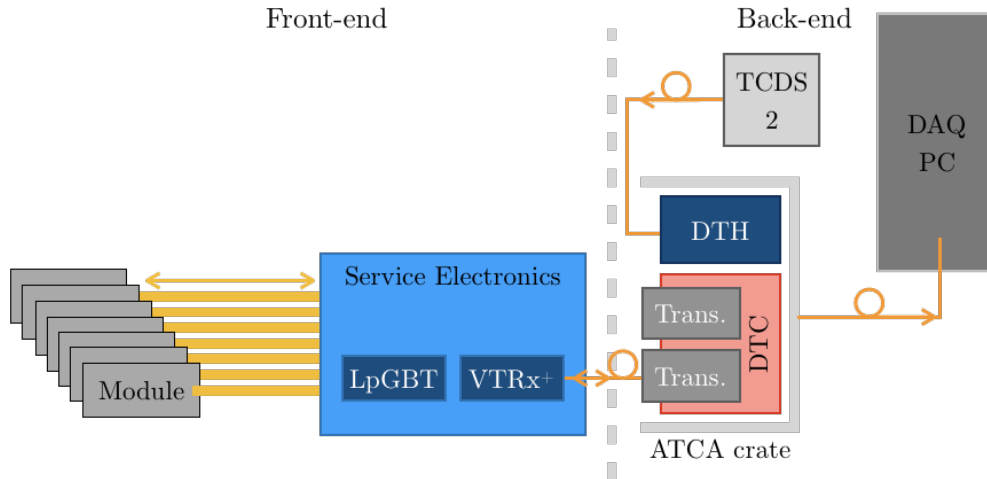 Front-end
Back-end
TCDS
2
DAQ
PC
DTH
Service Electronics
Trans.
DTC
Trans.
LpGBT
VTRx+
Module
ATCA crate